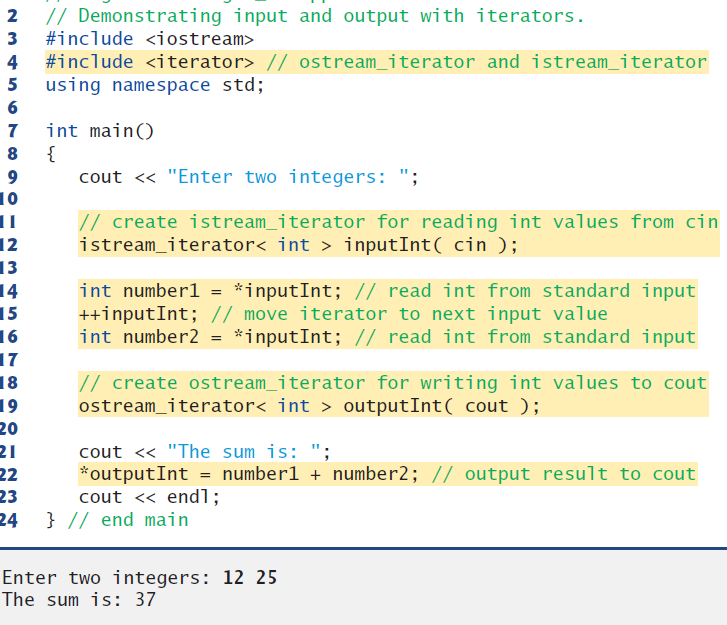 2 // Demonstrating input and output with iterators.
3 #include <iostream>
4 #include <iterator> // ostream_iterator and istream_iterator
5 using namespace std;
6
7 int main()
8 {
9 cout << "Enter two integers: ";
10
11 // create istream_iterator for reading int values from cin
12 istream_iterator< int > inputInt( cin );
13
14 int number1 = *inputInt; // read int from standard input
15 ++inputInt; // move iterator to next input value
16 int number2 = *inputInt; // read int from standard input
17
18 // create ostream_iterator for writing int values to cout
19 ostream_iterator< int > outputInt( cout );
20
21 cout << "The sum is: ";
22 *outputInt = number1 + number2; // output result to cout
23 cout << endl;
24 } // end main
Enter two integers: 12 25
The sum is: 37